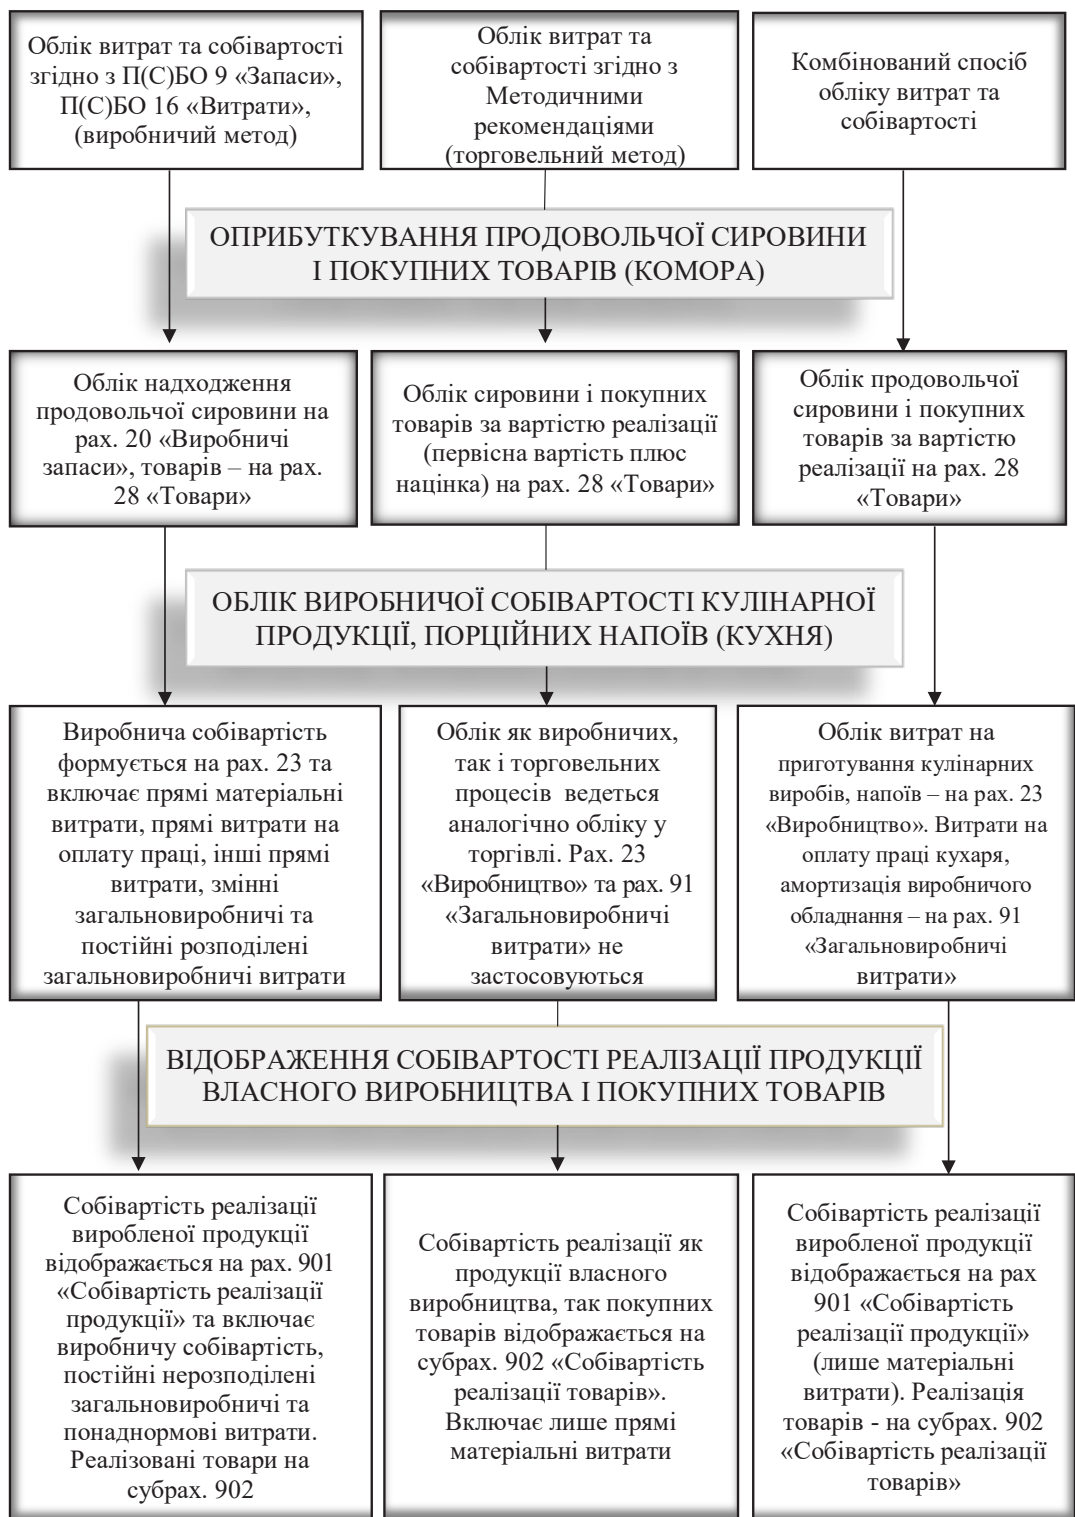 Облік витрат та собівартості
згідно з П(С)БО 9 «Запаси»,
П(С)БО 16 «Витрати»,
(виробничий метод)
Облік витрат та
собівартості згідно з
Методичними
рекомендаціями
(торговельний метод)
Комбінований спосіб
обліку витрат та
собівартості
ОПРИБУТКУВАННЯ ПРОДОВОЛЬЧОЇ СИРОВИНИ
І ПОКУПНИХ ТОВАРІВ (КОМОРА)
Облік надходження
продовольчої сировини на
рах. 20 «Виробничі
запаси», товарів – на рах.
28 «Товари»
Облік сировини і покупних
товарів за вартістю реалізації
(первісна вартість плюс
націнка) на рах. 28 «Товари»
Облік продовольчої
сировини і покупних
товарів за вартістю
реалізації на рах. 28
«Товари»
ОБЛІК ВИРОБНИЧОЇ СОБІВАРТОСТІ КУЛІНАРНОЇ
ПРОДУКЦІЇ, ПОРЦІЙНИХ НАПОЇВ (КУХНЯ)
Виробнича собівартість
формується на рах. 23 та
включає прямі матеріальні
витрати, прямі витрати на
оплату праці, інші прямі
витрати, змінні
загальновиробничі та
постійні розподілені
загальновиробничі витрати
Облік як виробничих,
так і торговельних
процесів ведеться
аналогічно обліку у
торгівлі. Рах. 23
«Виробництво» та рах. 91
«Загальновиробничі
витрати» не
застосовуються
Облік витрат на
приготування кулінарних
виробів, напоїв – на рах. 23
«Виробництво». Витрати на
оплату праці кухаря,
амортизація виробничого
обладнання – на рах. 91
«Загальновиробничі
витрати»
ВІДОБРАЖЕННЯ СОБІВАРТОСТІ РЕАЛІЗАЦІЇ ПРОДУКЦІЇ
ВЛАСНОГО ВИРОБНИЦТВА І ПОКУПНИХ ТОВАРІВ
Собівартість реалізації
виробленої продукції
відображається на рах. 901
«Собівартість реалізації
продукції» та включає
виробничу собівартість,
постійні нерозподілені
загальновиробничі та
понаднормові витрати.
Реалізовані товари на
субрах. 902
Собівартість реалізації як
продукції власного
виробництва, так покупних
товарів відображається на
субрах. 902 «Собівартість
реалізації товарів».
Включає лише прямі
матеріальні витрати
Собівартість реалізації
виробленої продукції
відображається на рах
901 «Собівартість
реалізації продукції»
(лише матеріальні
витрати). Реалізація
товарів - на субрах. 902
«Собівартість реалізації
товарів»